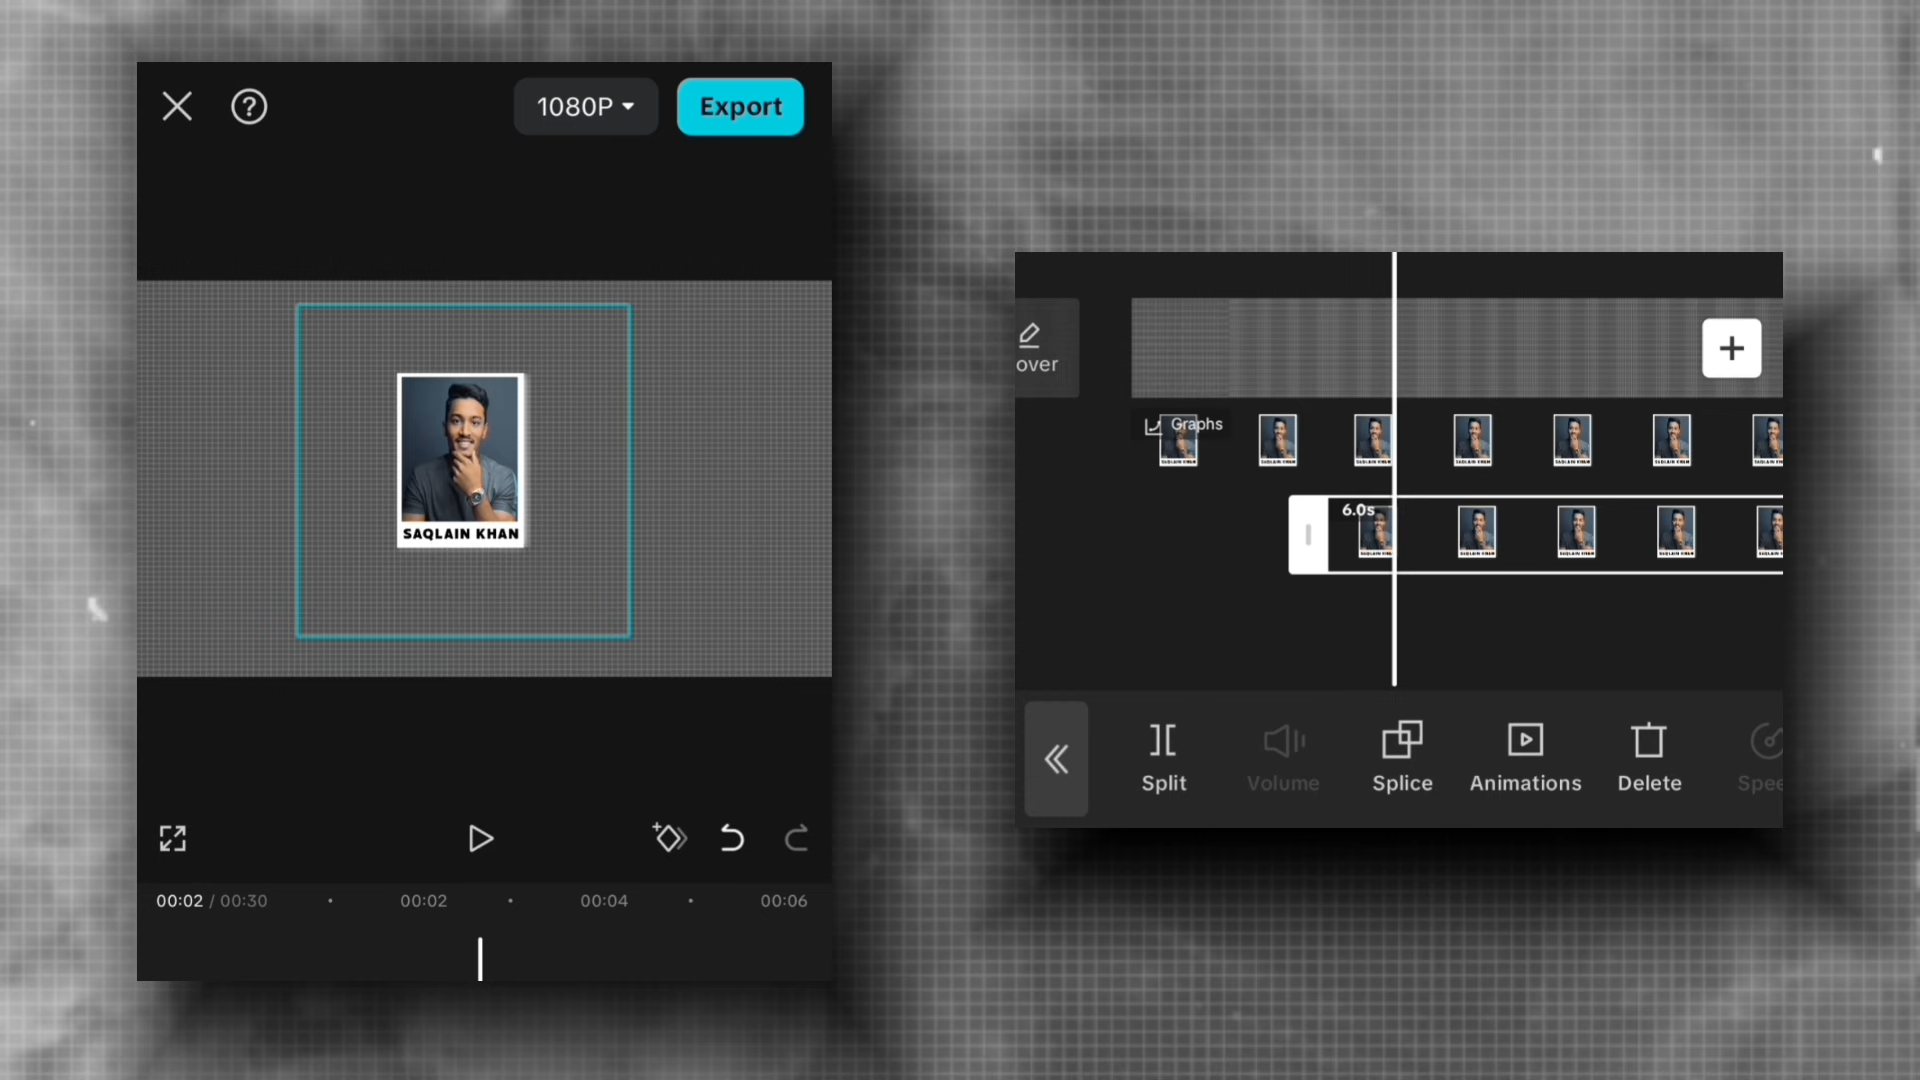 1080P
Export
SAQLAIN KHAN
00:02 / 00:30
00:02
00:04
00:06
over
Graphs
6.0s
Split
Volume
Splice
Animations
Delete
Spee